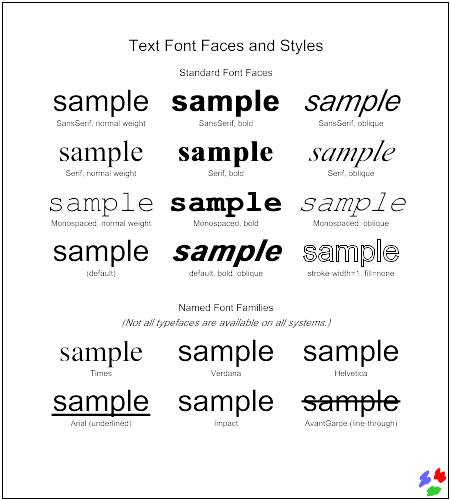 Text Font Faces and Styles
Standard Font Faces
sample sample sample
SansSerif, normal weight SansSerif, bold SansSerif, oblique
sample sample sample
Serif, normal weight Serif, bold Serif, oblique
sample sample sample
Monospaced, normal weight Monospaced, bold Monospaced, oblique
sample sample sample
(default) default, bold, oblique stroke-width=1, fill=none
Named Font Families
(Not all typefaces are available on all systems.)
sample sample sample
Times Verdana Helvetica
sample sample sample
Arial (underlined) Impact AvantGarde (line-through)